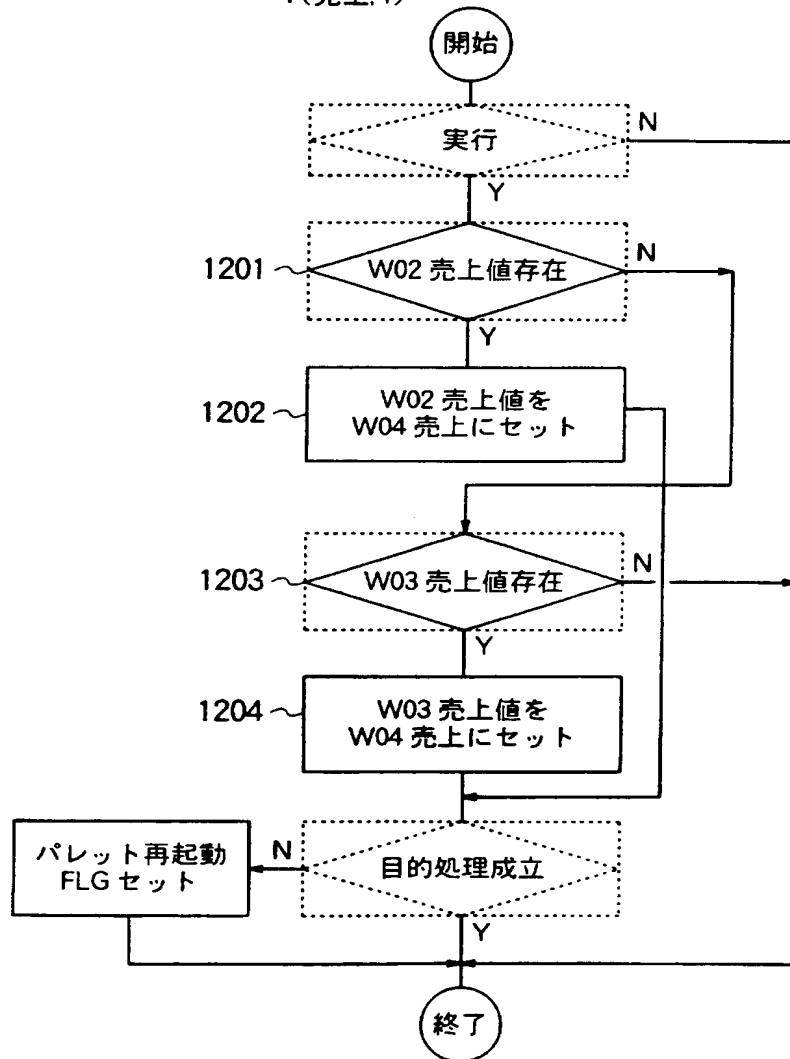 開始
実行
N
Y
1201
W02 売上値存在
N
Y
1202
W02 売上値を
W04 売上にセット
1203
W03 売上値存在
N
Y
1204
W03 売上値を
W04 売上にセット
パレット再起動
FLG セット
N
目的処理成立
Y
終了